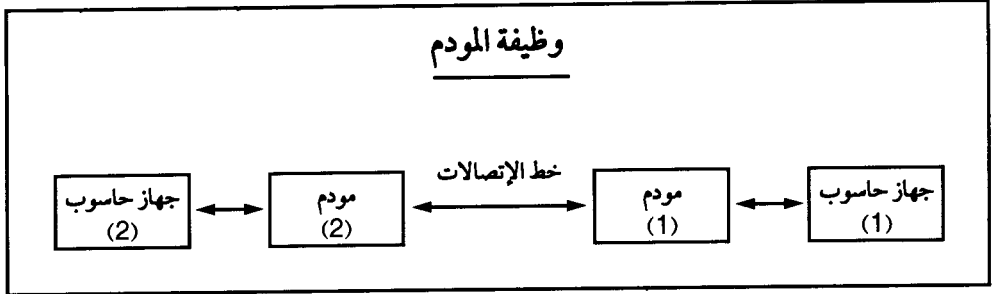 وظيفة المودم
خط الإتصالات
جهاز حاسوب
(1)
مودم
(1)
مودم
(2)
جهاز حاسوب
(2)